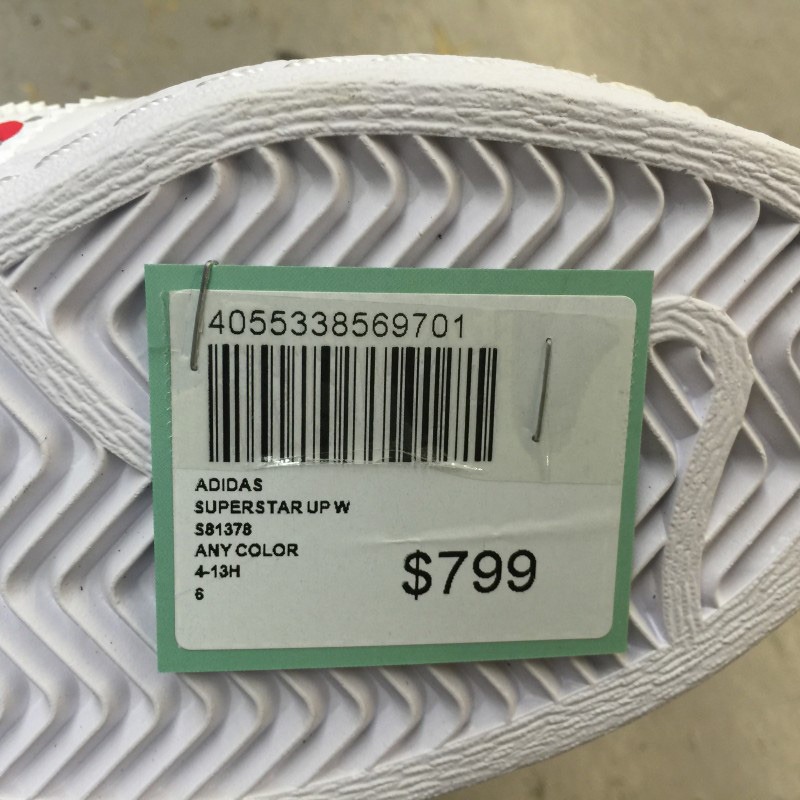 4055338569701
ADIDAS
SUPERSTAR UP W
S81378
ANY COLOR
4-13H
6
$799